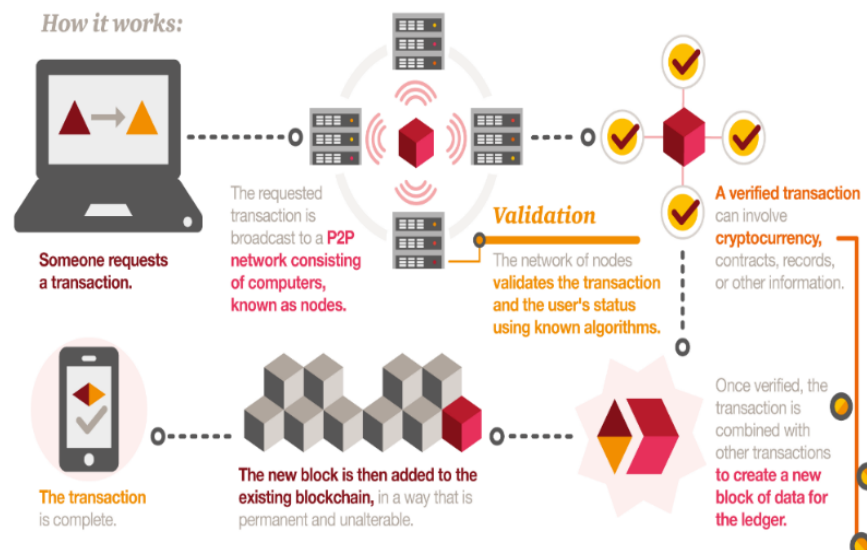 How it works:
Someone requests
a transaction.
The requested
transaction is
broadcast to a P2P
network consisting
of computers,
known as nodes.
Validation
The network of nodes
validates the transaction
and the user's status
using known algorithms.
A verified transaction
can involve
cryptocurrency,
contracts, records,
or other information.
Once verified, the
transaction is
combined with
other transactions
to create a new
block of data for
the ledger.
The new block is then added to the
existing blockchain, in a way that is
permanent and unalterable.
The transaction
is complete.